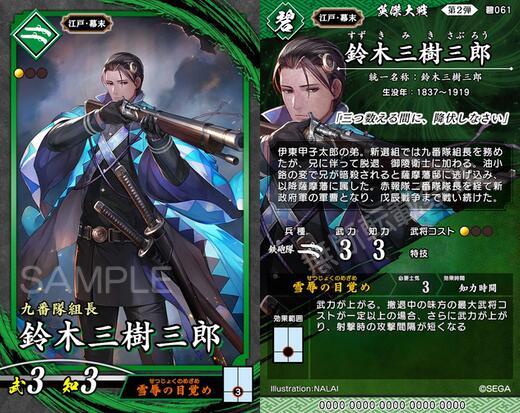 江戸・幕末
SAMPLE
九番隊組長
鈴木三樹三郎
武3 知3
せつじょくのめざめ
雪辱の目覚め
3
碧
江戸・幕末
英傑大戦
第2弾
碧061
すずき みきさぶろう
鈴木三樹三郎
統一名称:鈴木三樹三郎
生没年:1837〜1919
「三つ数える間に、降伏しなさい」
伊東甲子太郎の弟。新選組では九番隊組長を務め
たが、兄に伴って脱退、御陵衛士に加わる。油小
路の変で兄が暗殺されると薩摩藩邸に逃げ込み、
以降薩摩藩に属した。赤報隊二番隊隊長を経て新
政府軍の軍曹となり、戊辰戦争まで戦い続けた。
兵種 武力 知力 武将コスト
鉄砲隊 3 3 特技
せつじょくのめざめ
雪辱の目覚め
必要士気
3
効果時間
知力時間
効果範囲
武力が上がる。撤退中の味方の最大武将コ
ストが一定以上の場合、さらに武力が上が
り、射撃時の攻撃間隔が短くなる
Illustration:NALAI
©SEGA
0000-0000-0000-0000-0000